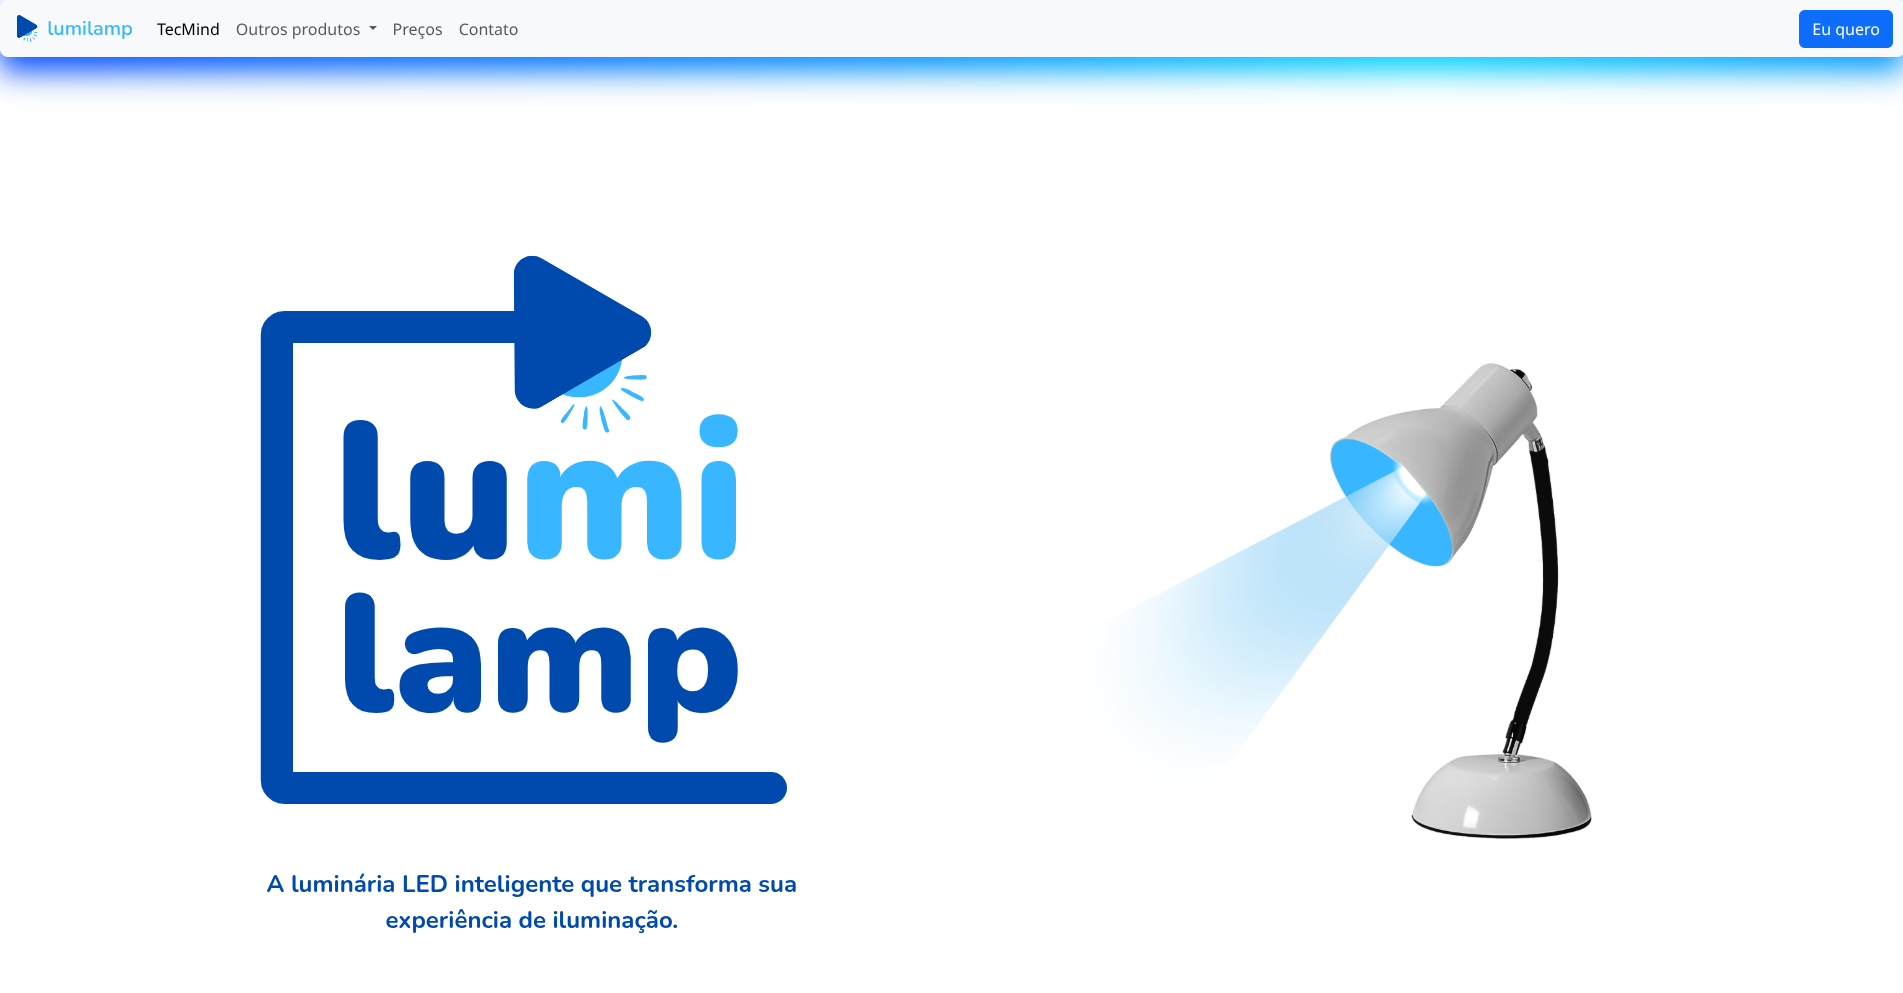 lumilamp TecMind Outros produtos Preços Contato Eu quero
lumi
lamp
A luminária LED inteligente que transforma sua
experiência de iluminação.